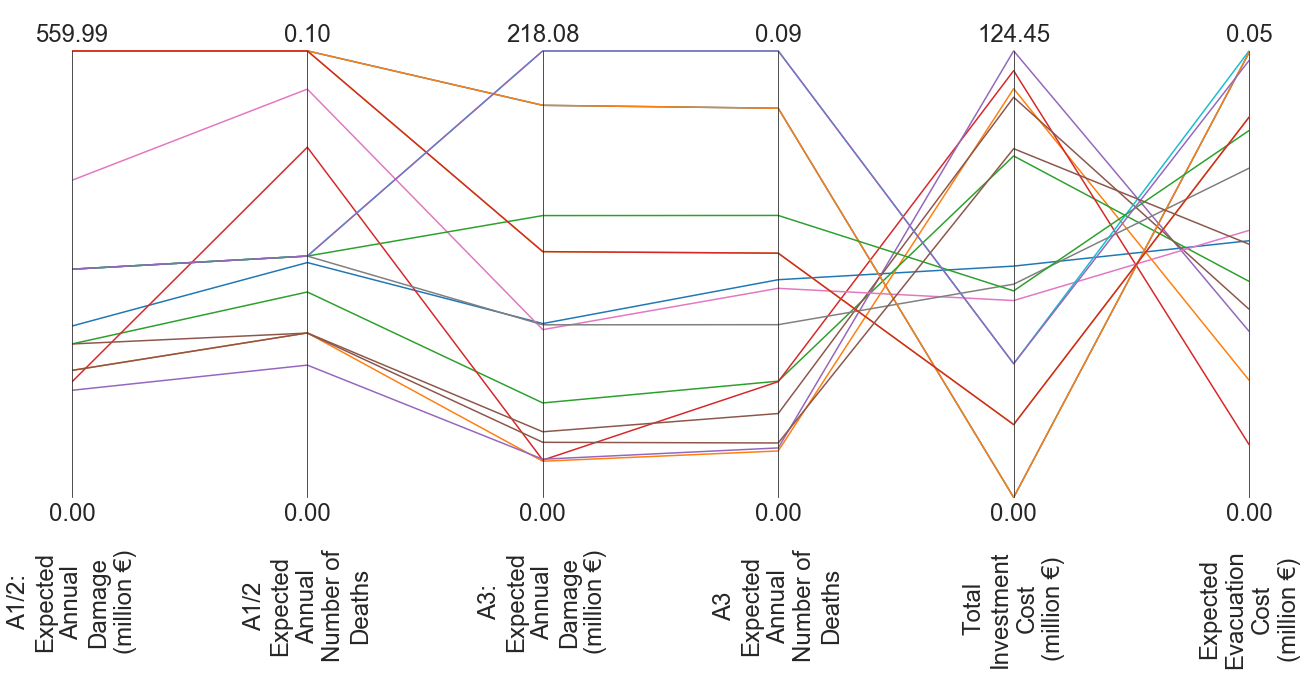 559.99
0.10
218.08
0.09
124.45
0.05
0.00
0.00
0.00
0.00
0.00
0.00
A1/2:
Expected
Annual
Damage
(million €)
A1/2
Expected
Annual
Number of
Deaths
A3:
Expected
Annual
Damage
(million €)
A3
Expected
Annual
Number of
Deaths
Total
Investment
Cost
(million €)
Expected
Evacuation
Cost
(million €)